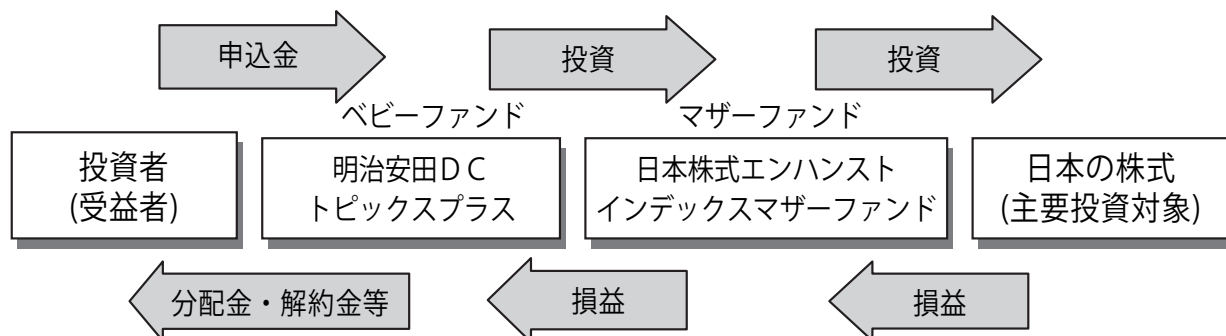 申込金
投資
投資
ベビーファンド
マザーファンド
投資者
(受益者)
明治安田ＤＣ
トピックスプラス
日本株式エンハンスト
インデックスマザーファンド
日本の株式
(主要投資対象)
分配金・解約金等
損益
損益